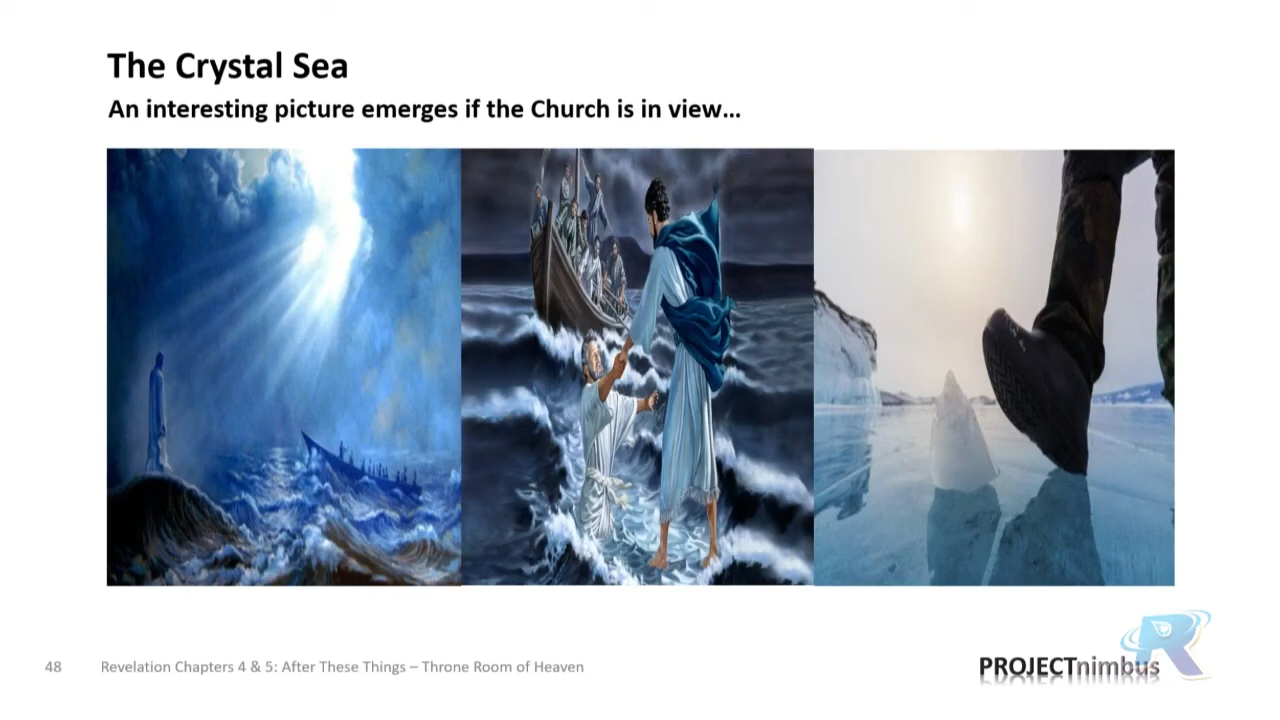 The Crystal Sea
An interesting picture emerges if the Church is in view...
48 Revelation Chapters 4 & 5: After These Things – Throne Room of Heaven
PROJECTnimbus
R